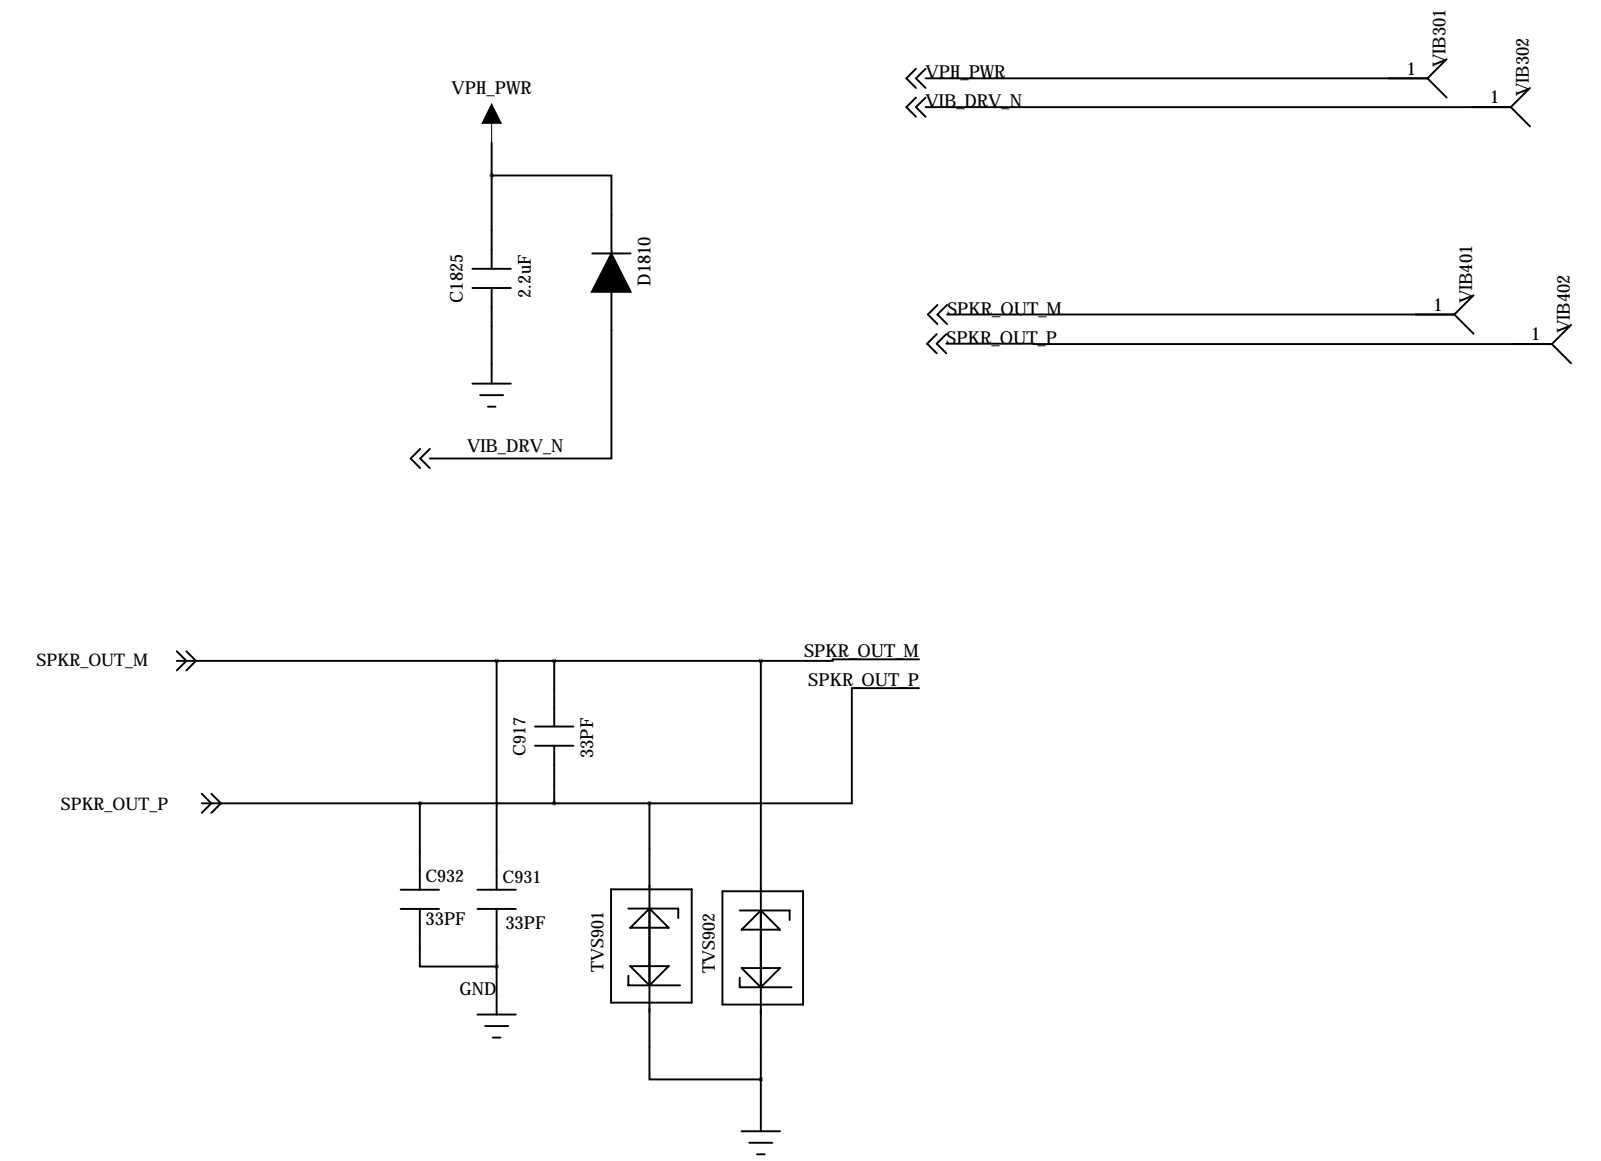 VPH_PWR
C1825
2.2uF
D1810
VIB_DRV_N
VPH_PWR
1
VIB301
VIB_DRV_N
1
VIB302
SPKR_OUT_M
1
VIB401
SPKR_OUT_P
1
VIB402
SPKR_OUT_M
SPKR_OUT_M
SPKR_OUT_P
C917
33PF
SPKR_OUT_P
C932
33PF
C931
33PF
GND
TVS901
TVS902